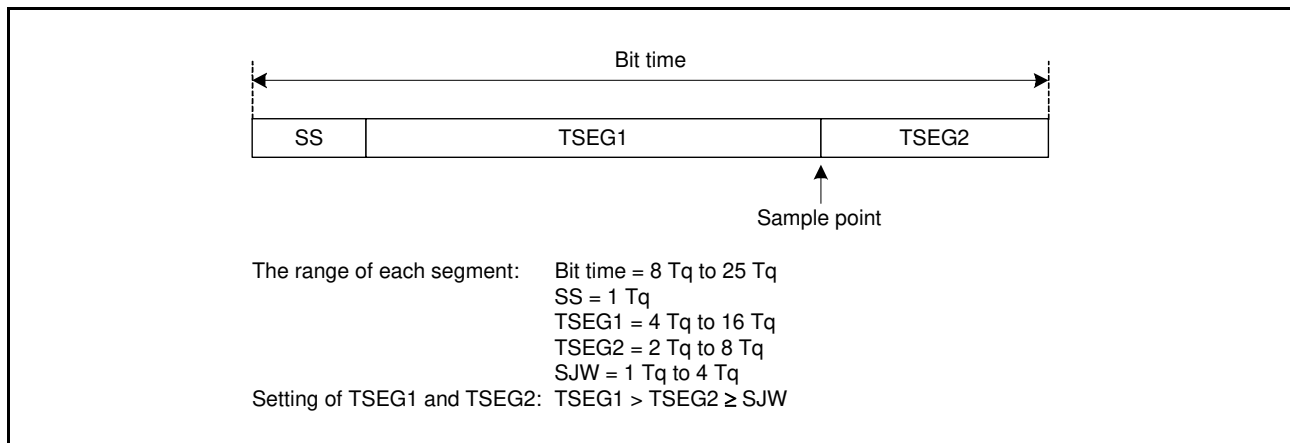 Bit time
SS TSEG1 TSEG2
Sample point
The range of each segment: Bit time = 8 Tq to 25 Tq
SS = 1 Tq
TSEG1 = 4 Tq to 16 Tq
TSEG2 = 2 Tq to 8 Tq
SJW = 1 Tq to 4 Tq
Setting of TSEG1 and TSEG2: TSEG1 > TSEG2 ≥ SJW